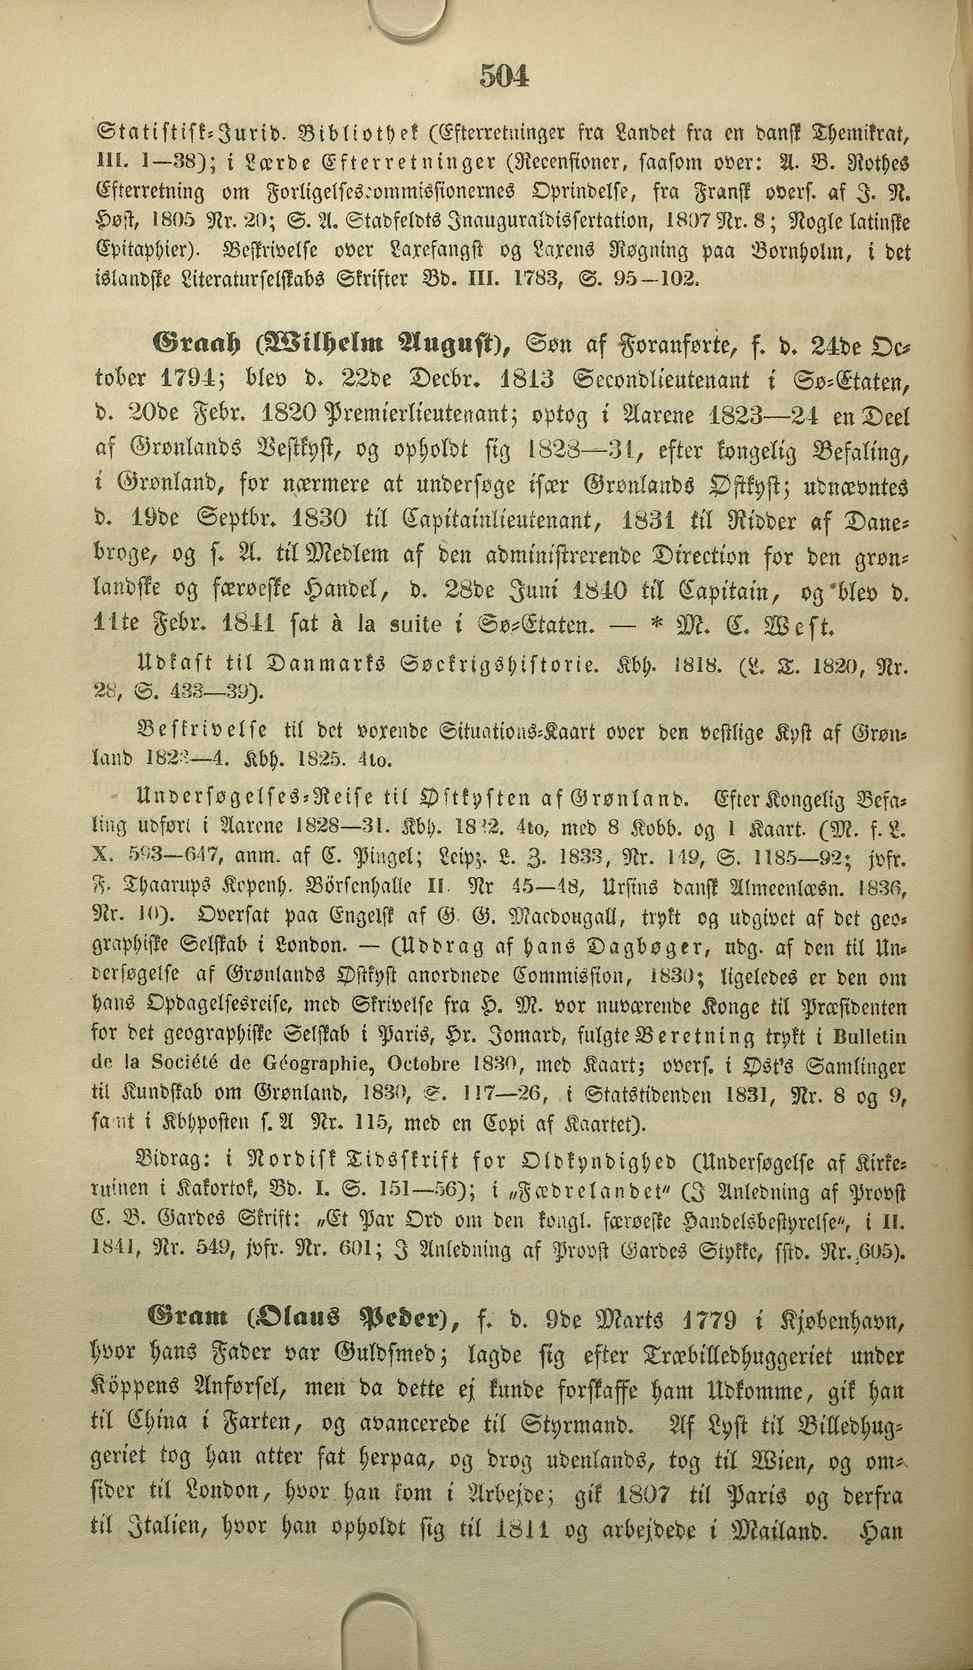 504
Statistisk-Jurid. Bibliothek (Efterretninger fra Landet fra en dansk Themikrat,
III. 1—38); i Lærde Efterretninger (Recensioner, saasom over: A. B. Rothes
Efterretning om Forligelsescommissionernes Oprindelse, fra Fransk overs. af J. N.
Høst, 1805 Nr. 20; S. A. Stadfeldts Inauguraldissertation, 1807 Nr. 8; Nogle latinske
Epitaphier). Beskrivelse over Laxefangst og Laxens Røgning paa Bornholm, i det
islandske Literaturselskabs Skrifter Bd. III. 1783, S. 95—102.
Graah (Wilhelm August), Søn af Foranførte, f. d. 24de Oc-
tober 1794; blev d. 22de Decbr. 1813 Secondlieutenant i Sø-Etaten,
d. 20de Febr. 1820 Premierlieutenant; optog i Aarene 1823—24 en Deel
af Grønlands Vestkyst, og opholdt sig 1828—31, efter kongelig Befaling,
i Grønland, for nærmere at undersøge især Grønlands Østkyst; udnævntes
d. 19de Septbr. 1830 til Capitainlieutenant, 1831 til Ridder af Dane-
broge, og s. A. til Medlem af den administrerende Direction for den grøn-
landske og færøeske Handel, d. 28de Juni 1840 til Capitain, og blev d.
11te Febr. 1841 sat à la suite i Sø-Etaten. — * M. C. West.
Udkast til Danmarks Søekrigshistorie. Kbh. 1818. (L. T. 1820, Nr.
28, S. 433—39).
Beskrivelse til det voxende Situations-Kaart over den vestlige Kyst af Grøn-
land 1823—4. Kbh. 1825. 4to.
Undersøgelses-Reise til Østkysten af Grønland. Efter Kongelig Befa-
ling udført i Aarene 1828—31. Kbh. 1832. 4to, med 8 Kobb. og 1 Kaart. (M. f. L.
X. 593—647, anm. af C. Pingel; Leipz. L. Z. 1833, Nr. 149, S. 1185—92; jvfr.
F. Thaarups Kopenh. Börsenhalle II. Nr 45—48, Ursins dansk Almeenlæsn. 1836,
Nr. 10). Oversat paa Engelsk af G. G. Macdougall, trykt og udgivet af det geo-
graphiske Selskab i London. — (Uddrag af hans Dagbøger, udg. af den til Un-
dersøgelse af Grønlands Østkyst anordnede Commission, 1830; ligeledes er den om
hans Opdagelsesreise, med Skrivelse fra H. M. vor nuværende Konge til Præsidenten
for det geographiske Selskab i Paris, Hr. Jomard, fulgte Beretning trykt i Bulletin
de la Société de Géographie, Octobre 1830, med Kaart; overs. i Øst's Samlinger
til Kundskab om Grønland, 1830, S. 117—26, i Statstidenden 1831, Nr. 8 og 9,
samt i Kbhposten s. A Nr. 115, med en Copi af Kaartet).
Bidrag: i Nordisk Tidsskrift for Oldkyndighed (Undersøgelse af Kirke-
ruinen i Kakortok, Bd. I. S. 151—56); i „Fædrelandet" (I Anledning af Provst
C. B. Gardes Skrift: „Et Par Ord om den kongl. færøeske Handelsbestyrelse", i II.
1841, Nr. 549, jvfr. Nr. 601; I Anledning af Provst Gardes Stykke, sstd. Nr. 605).
Gram (Olaus Peder), f. d. 9de Marts 1779 i Kjøbenhavn,
hvor hans Fader var Guldsmed; lagde sig efter Træbilledhuggeriet under
Köppens Anførsel, men da dette ej kunde forskaffe ham Udkomme, gik han
til China i Farten, og avancerede til Styrmand. Af Lyst til Billedhug-
geriet tog han atter fat herpaa, og drog udenlands, tog til Wien, og om-
sider til London, hvor han kom i Arbejde; gik 1807 til Paris og derfra
til Italien, hvor han opholdt sig til 1811 og arbejdede i Mailand. Han